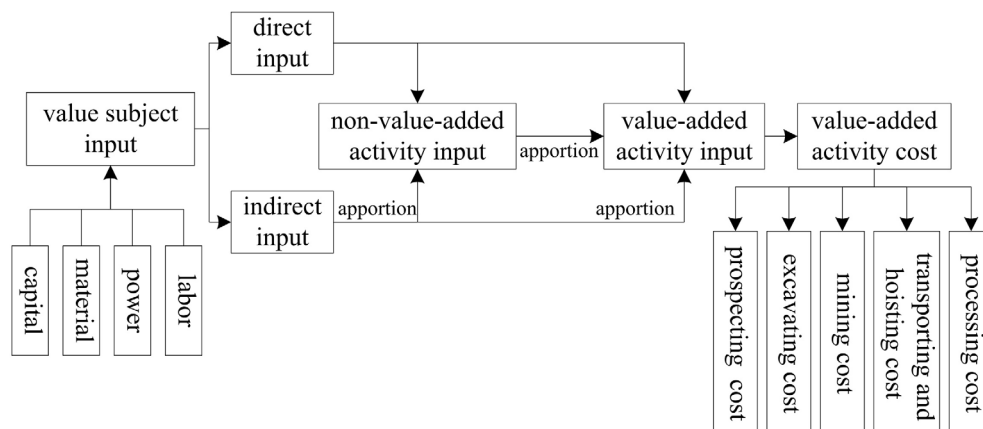 direct
input
value subject
input
non-value-added
activity input
apportion
value-added
activity input
value-added
activity cost
indirect
input
apportion
apportion
capital
material
power
labor
prospecting cost
excavating cost
mining cost
transporting and
hoisting cost
processing cost